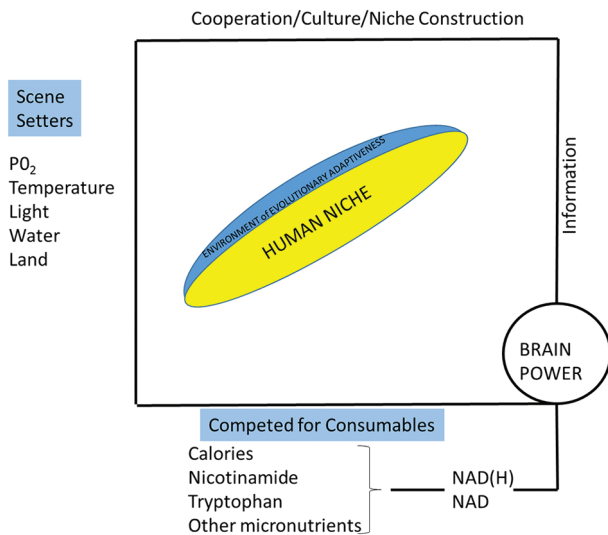 Cooperation/Culture/Niche Construction
Scene
Setters
P0₂
Temperature
Light
Water
Land
ENVIRONMENT of EVOLUTIONARY ADAPTIVENESS
HUMAN NICHE
Information
BRAIN
POWER
Competed for Consumables
Calories
Nicotinamide
Tryptophan
Other micronutrients
NAD(H)
NAD